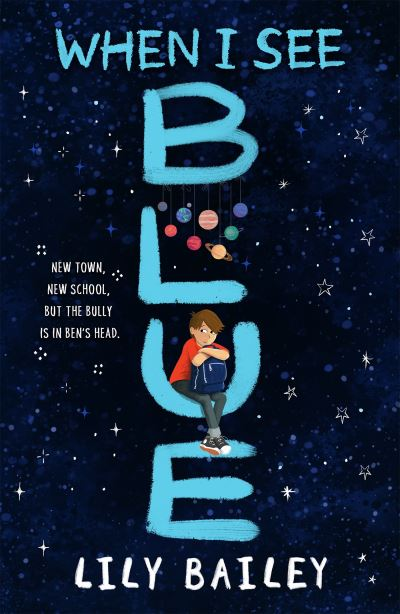 WHEN I SEE
BLUE
NEW TOWN,
NEW SCHOOL,
BUT THE BULLY
IS IN BEN'S HEAD.
LILY BAILEY